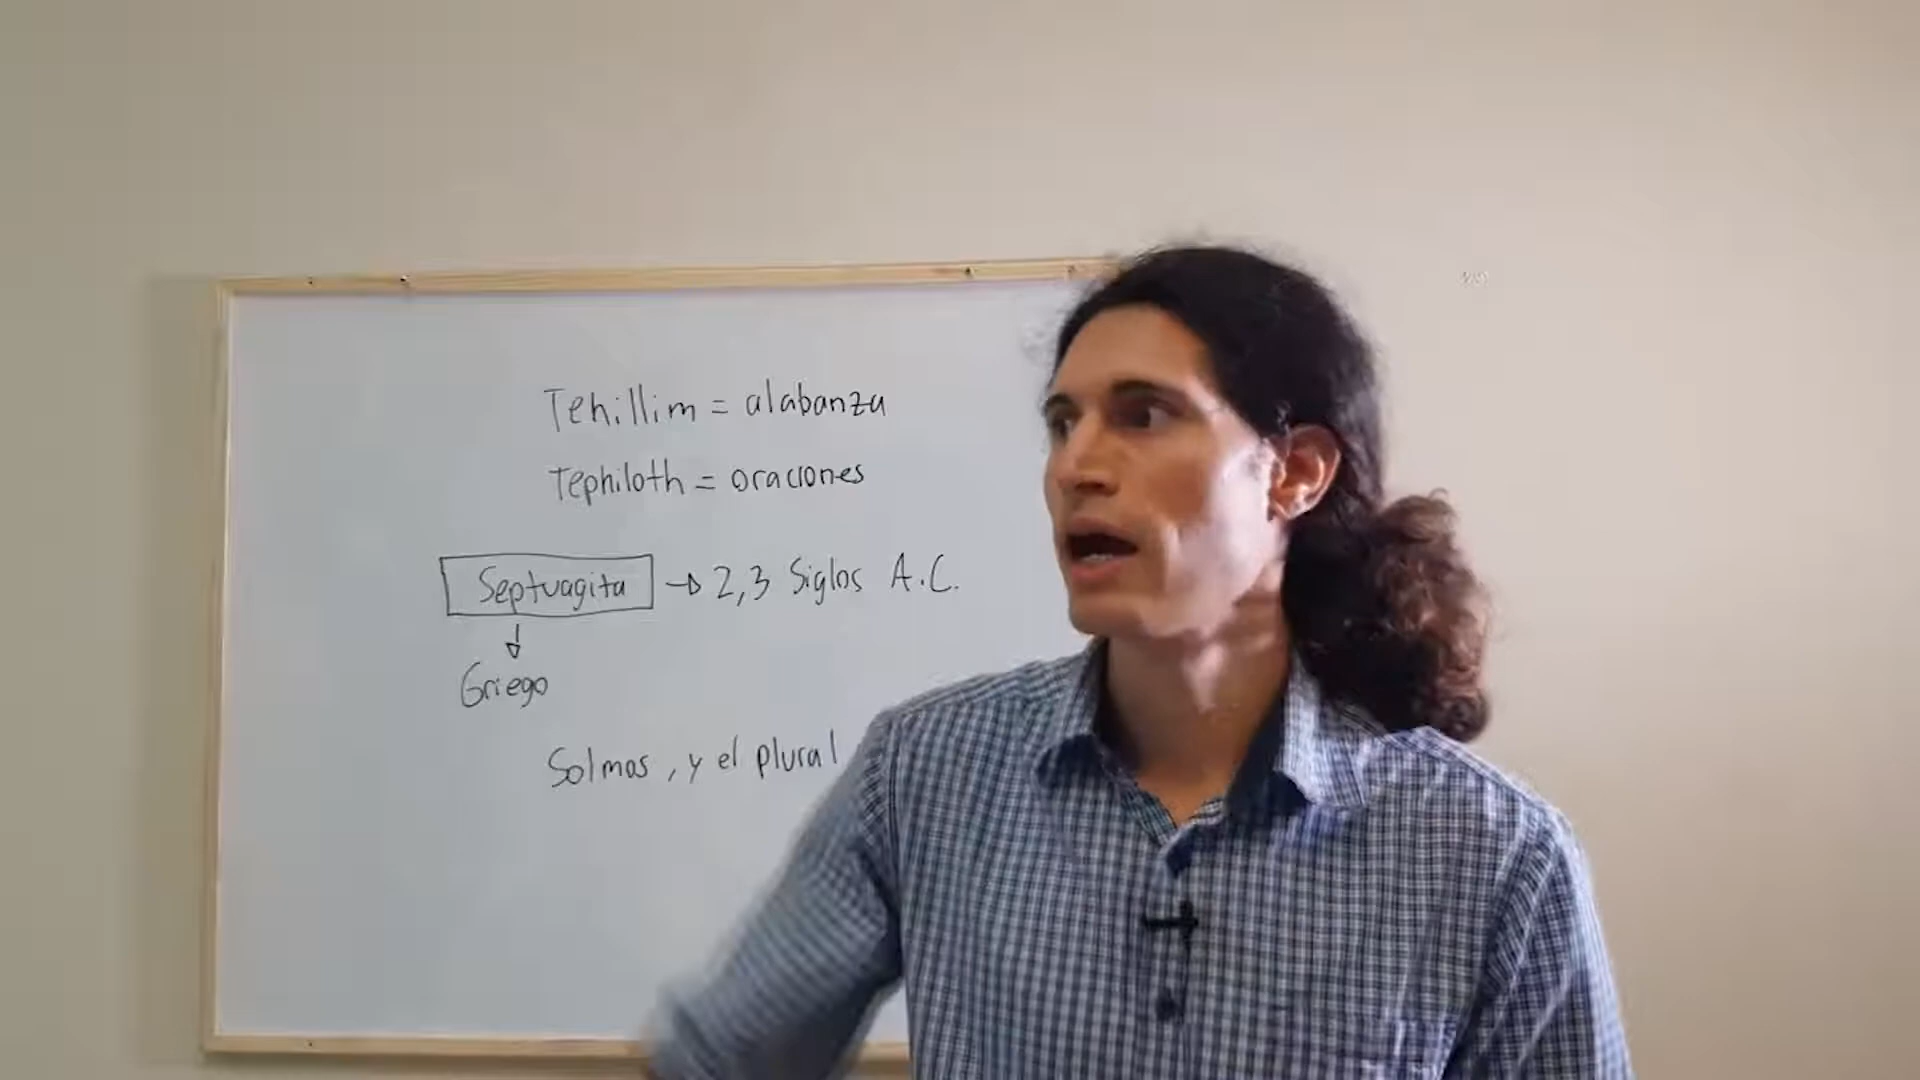 Tehillim = alabanza
Tephiloth = oraciones
Septuagita → 2,3 Siglos A.C.
↓
Griego
Solmos, y el plural